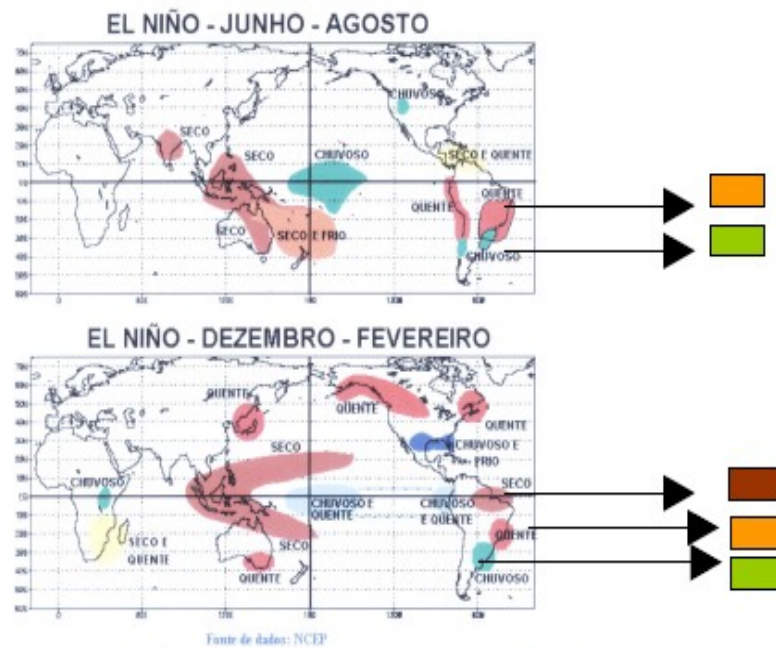 EL NIÑO - JUNHO - AGOSTO
CHUVOSO
SECO
SECO
CHUVOSO
SECO E QUENTE
QUENTE
QUENTE
SECO
SECO E FRIO
CHUVOSO
EL NIÑO - DEZEMBRO - FEVEREIRO
QUENTE
QUENTE
QUENTE
SECO
CHUVOSO E
FRIO
CHUVOSO
SECO
CHUVOSO E
QUENTE
CHUVOSO
E QUENTE
SECO E
QUENTE
SECO
QUENTE
QUENTE
CHUVOSO
Fonte de dados: NCEP